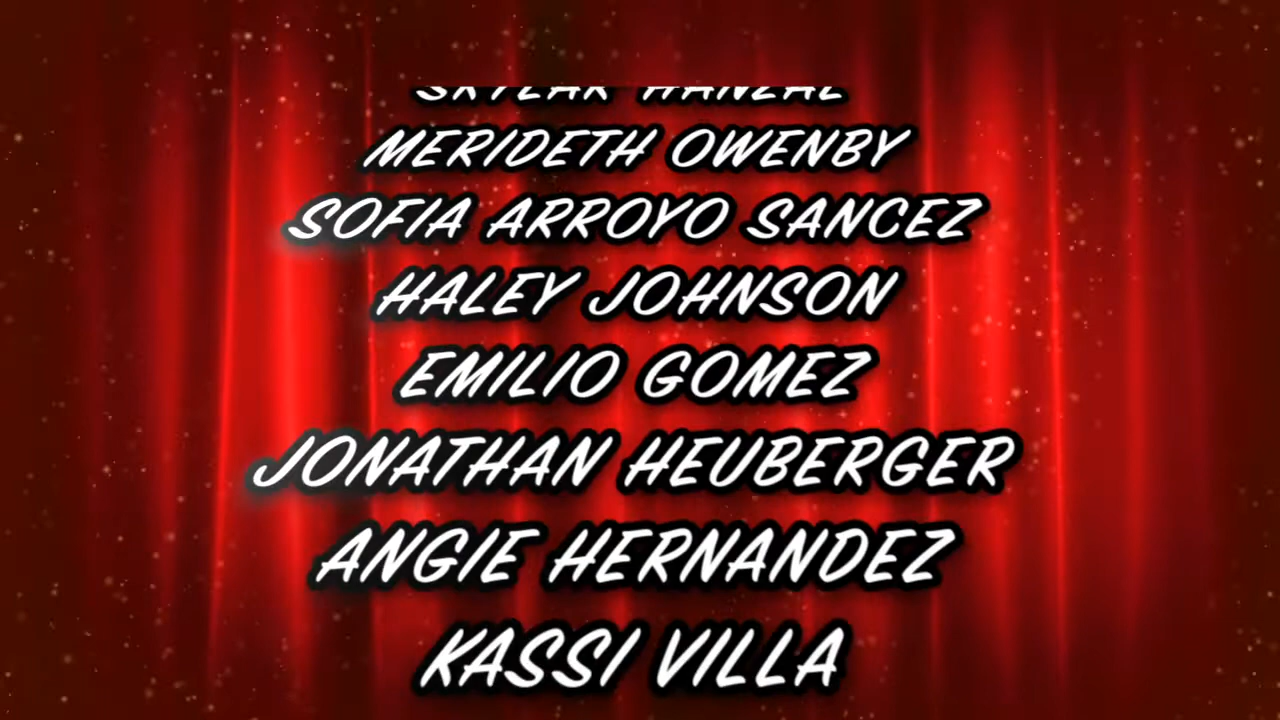 MERIDETH OWENBY
SOFIA ARROYO SANCEZ
HALEY JOHNSON
EMILIO GOMEZ
JONATHAN HEUBERGER
ANGIE HERNANDEZ
KASSI VILLA